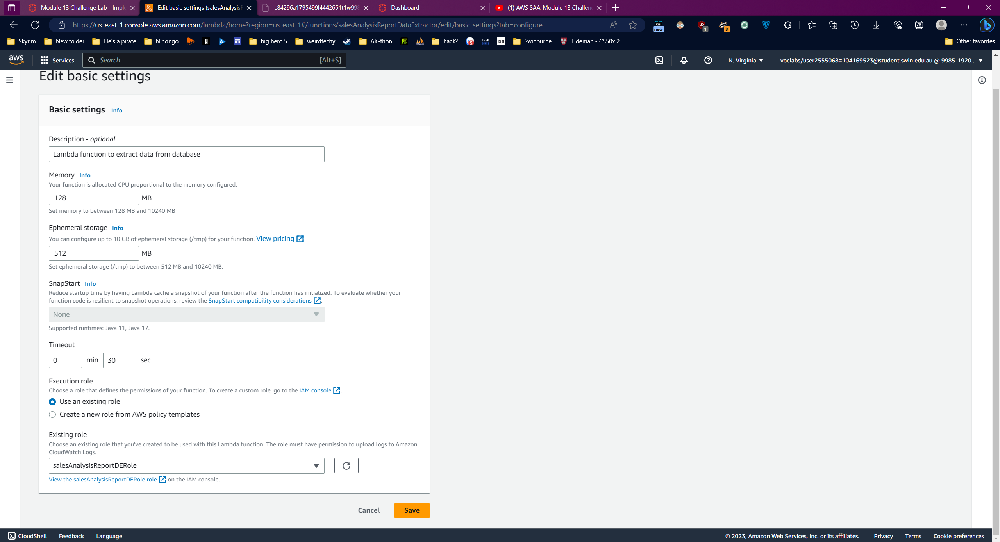 Module 13 Challenge Lab - Imple
Edit basic settings (salesAnalysisF
c84296a1795499l4442651t1w998
Dashboard
(1) AWS SAA-Module 13 Challen
https://us-east-1.console.aws.amazon.com/lambda/home?region=us-east-1#/functions/salesAnalysisReportDataExtractor/edit/basic-settings?tab=configure
new
1
3
Skyrim
New folder
He's a pirate
Nihongo
big hero 5
weirdtechy
AK-thon
hack?
DS
Swinburne
Tideman - CS50x 2...
Other favorites
aws
Services
Search
[Alt+S]
N. Virginia
voclabs/user2555068=104169523@student.swin.edu.au @ 9985-1920...
Edit basic settings
Basic settings Info
Description - optional
Lambda function to extract data from database
Memory Info
Your function is allocated CPU proportional to the memory configured.
128 MB
Set memory to between 128 MB and 10240 MB
Ephemeral storage Info
You can configure up to 10 GB of ephemeral storage (/tmp) for your function. View pricing
512 MB
Set ephemeral storage (/tmp) to between 512 MB and 10240 MB.
SnapStart Info
Reduce startup time by having Lambda cache a snapshot of your function after the function has initialized. To evaluate whether your
function code is resilient to snapshot operations, review the SnapStart compatibility considerations.
None
Supported runtimes: Java 11, Java 17.
Timeout
0 min 30 sec
Execution role
Choose a role that defines the permissions of your function. To create a custom role, go to the IAM console.
Use an existing role
Create a new role from AWS policy templates
Existing role
Choose an existing role that you've created to be used with this Lambda function. The role must have permission to upload logs to Amazon
CloudWatch Logs.
salesAnalysisReportDERole
View the salesAnalysisReportDERole role on the IAM console.
Cancel
Save
CloudShell
Feedback
Language
© 2023, Amazon Web Services, Inc. or its affiliates.
Privacy
Terms
Cookie preferences